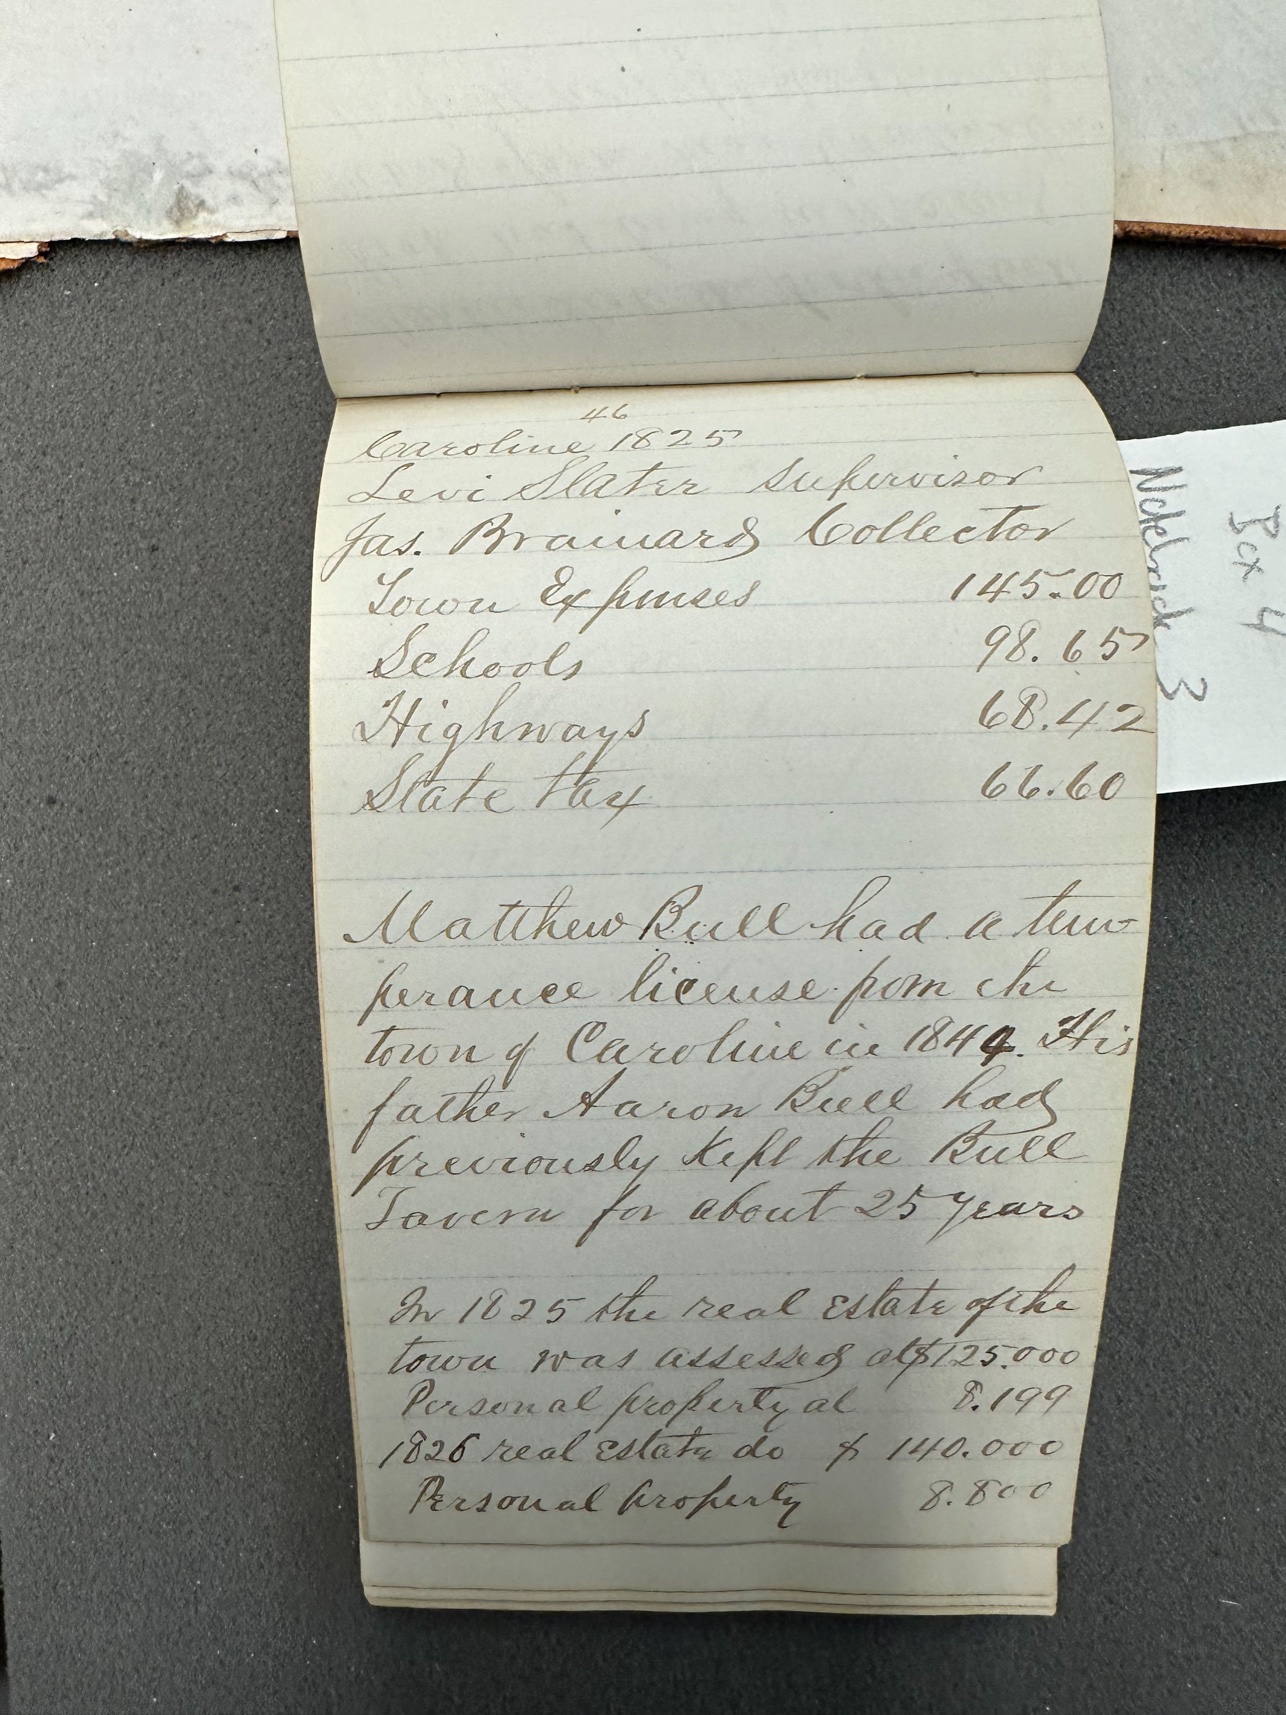 46
Caroline 1825
Levi Slater Supervisor
Jas. Brainard Collector
Town Expenses 145.00
Schools 98.65
Highways 68.42
State tax 66.60
Matthew Bull had a tem-
perance license from the
town of Caroline in 1844. His
father Aaron Bull had
previously kept the Bull
Tavern for about 25 years
In 1825 the real estate of the
town was assessed at $125.000
Personal property at 8.199
1826 real estate do $ 140.000
Personal property 8.800
Box 4
3